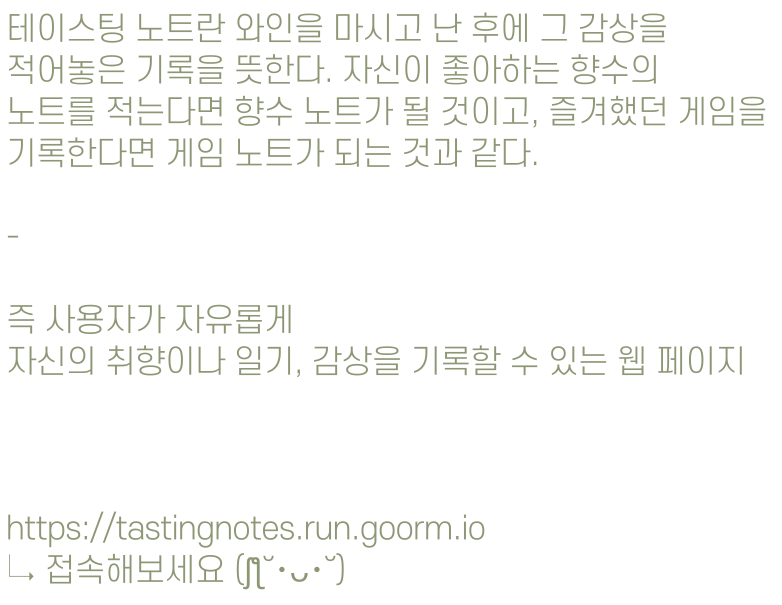 테이스팅 노트란 와인을 마시고 난 후에 그 감상을
적어놓은 기록을 뜻한다. 자신이 좋아하는 향수의
노트를 적는다면 향수 노트가 될 것이고, 즐겨했던 게임을
기록한다면 게임 노트가 되는 것과 같다.
-
즉 사용자가 자유롭게
자신의 취향이나 일기, 감상을 기록할 수 있는 웹 페이지
https://tastingnotes.run.goorm.io
↳ 접속해보세요 (ʃƪ˘・ᴗ・˘)